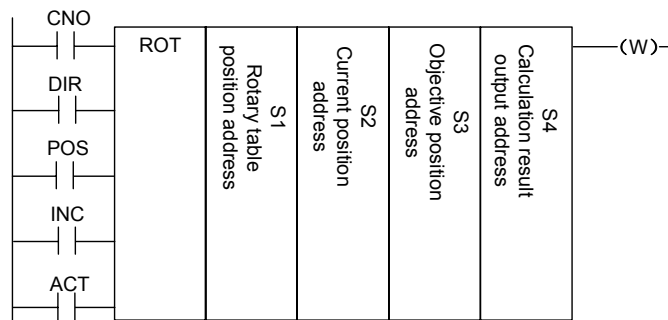 CNO
DIR
POS
INC
ACT
ROT
S1
Rotary table
position address
S2
Current position
address
S3
Objective position
address
S4
Calculation result
output address
(W)